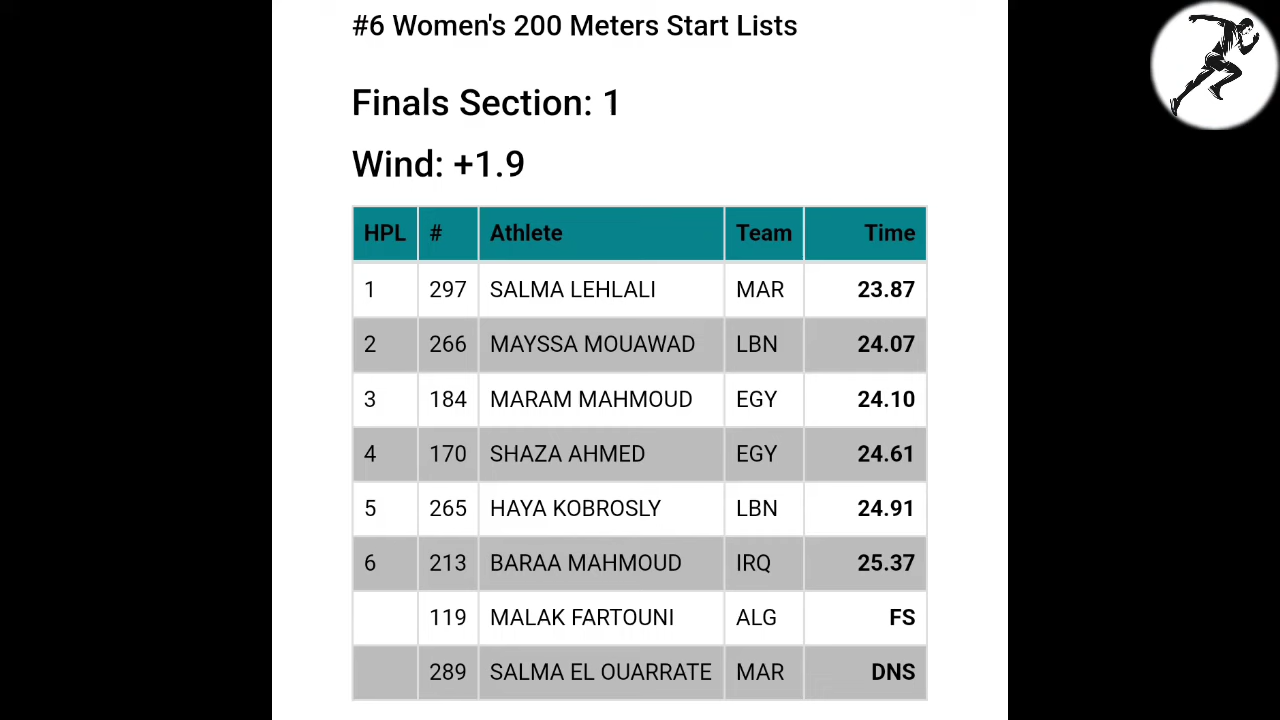 #6 Women's 200 Meters Start Lists
Finals Section: 1
Wind: +1.9
HPL # Athlete Team Time
1 297 SALMA LEHLALI MAR 23.87
2 266 MAYSSA MOUAWAD LBN 24.07
3 184 MARAM MAHMOUD EGY 24.10
4 170 SHAZA AHMED EGY 24.61
5 265 HAYA KOBROSLY LBN 24.91
6 213 BARAA MAHMOUD IRQ 25.37
119 MALAK FARTOUNI ALG FS
289 SALMA EL OUARRATE MAR DNS